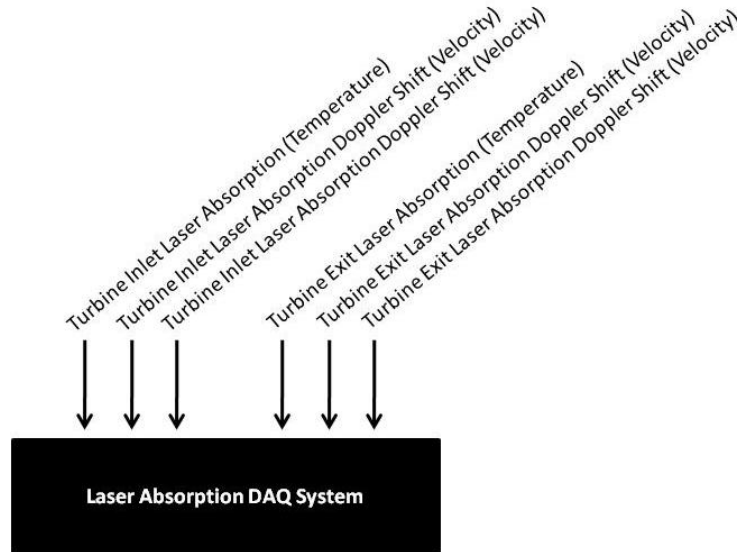 Turbine Inlet Laser Absorption (Temperature)
Turbine Inlet Laser Absorption Doppler Shift (Velocity)
Turbine Inlet Laser Absorption Doppler Shift (Velocity)
Turbine Exit Laser Absorption (Temperature)
Turbine Exit Laser Absorption Doppler Shift (Velocity)
Turbine Exit Laser Absorption Doppler Shift (Velocity)
Laser Absorption DAQ System